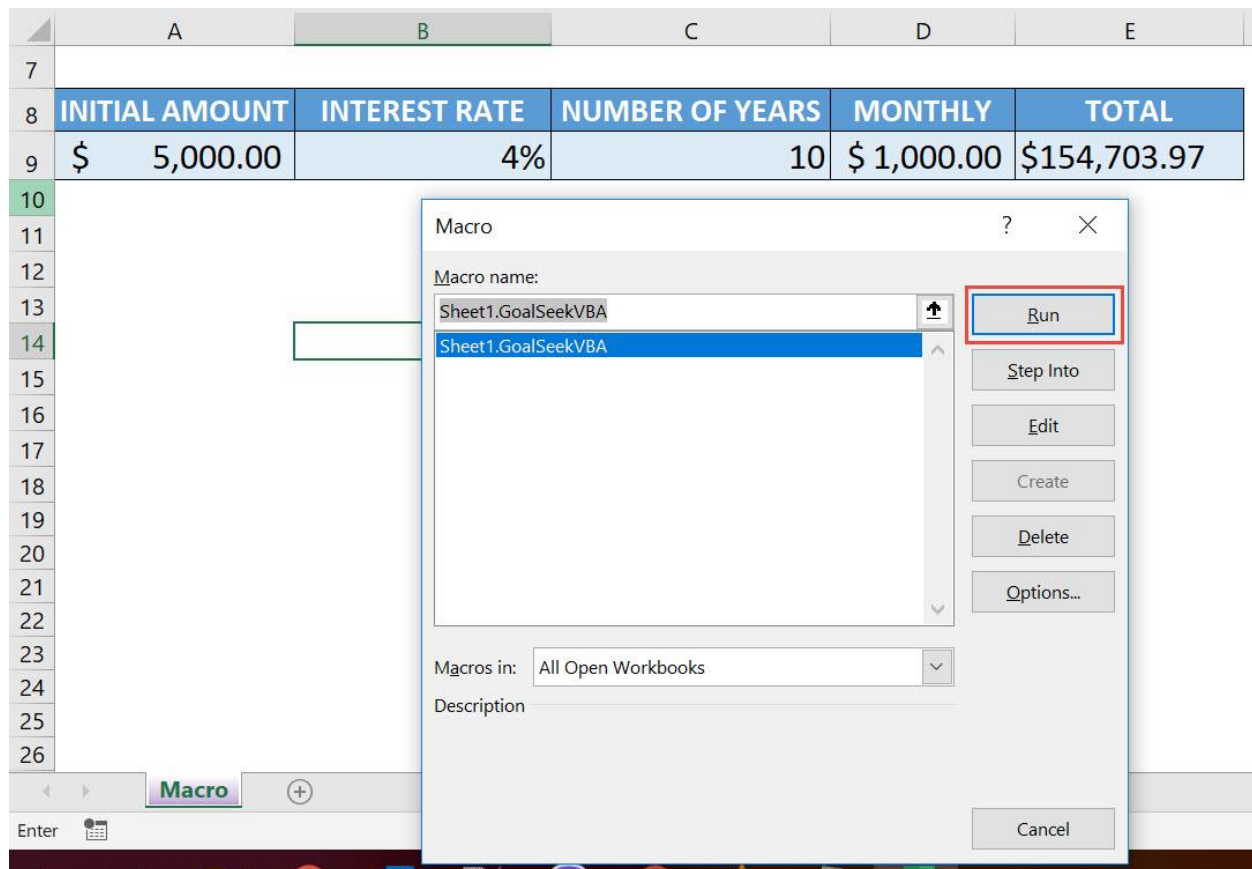 A B C D E
7
8 INITIAL AMOUNT INTEREST RATE NUMBER OF YEARS MONTHLY TOTAL
9 $ 5,000.00 4% 10 $ 1,000.00 $154,703.97
10
11
12
13
14
15
16
17
18
19
20
21
22
23
24
25
26
Macro ?
Macro name:
Sheet1.GoalSeekVBA
Sheet1.GoalSeekVBA
Run
Step Into
Edit
Create
Delete
Options...
Macros in: All Open Workbooks
Description
Cancel
Macro
Enter